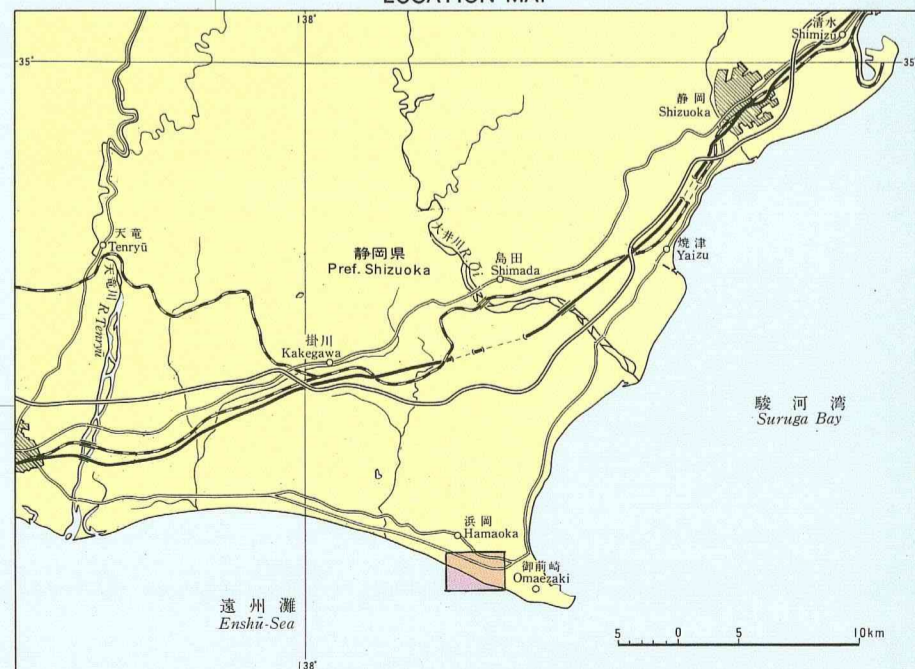 LOCATION MAP
138°
35°
35°
清水
Shimizu
静岡
Shizuoka
天竜
Tenryū
天竜川 R.Tenryū
静岡県
Pref. Shizuoka
大井川 R.Ōi
島田
Shimada
焼津
Yaizu
掛川
Kakegawa
駿河湾
Suruga Bay
浜岡
Hamaoka
御前崎
Omaezaki
遠州灘
Enshū-Sea
5 0 5 10km
138°